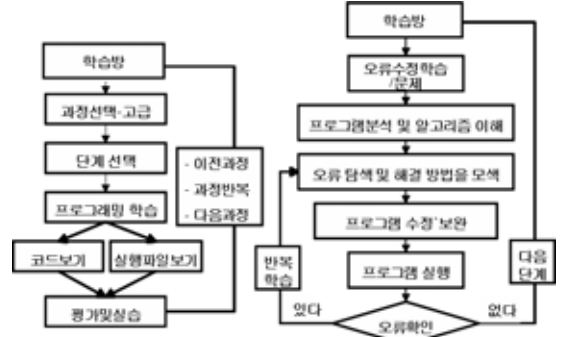 학습방
과정선택-고급
단계 선택
프로그래밍 학습
코드보기
실행파일보기
평가및실습
- 이전과정
- 과정반복
- 다음과정
학습방
오류수정학습
/문제
프로그램분석 및 알고리즘 이해
오류 탐색 및 해결 방법을 모색
프로그램 수정·보완
프로그램 실행
오류확인
있다
없다
반복
학습
다음
단계